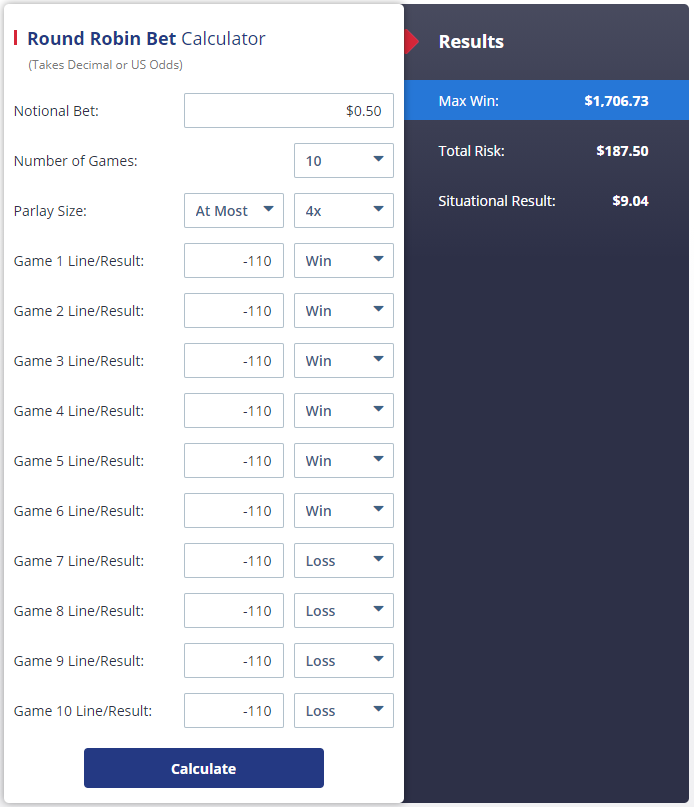 Round Robin Bet Calculator
(Takes Decimal or US Odds)
Notional Bet: $0.50
Number of Games: 10
Parlay Size: At Most 4x
Game 1 Line/Result: -110 Win
Game 2 Line/Result: -110 Win
Game 3 Line/Result: -110 Win
Game 4 Line/Result: -110 Win
Game 5 Line/Result: -110 Win
Game 6 Line/Result: -110 Win
Game 7 Line/Result: -110 Loss
Game 8 Line/Result: -110 Loss
Game 9 Line/Result: -110 Loss
Game 10 Line/Result: -110 Loss
Calculate
Results
Max Win: $1,706.73
Total Risk: $187.50
Situational Result: $9.04